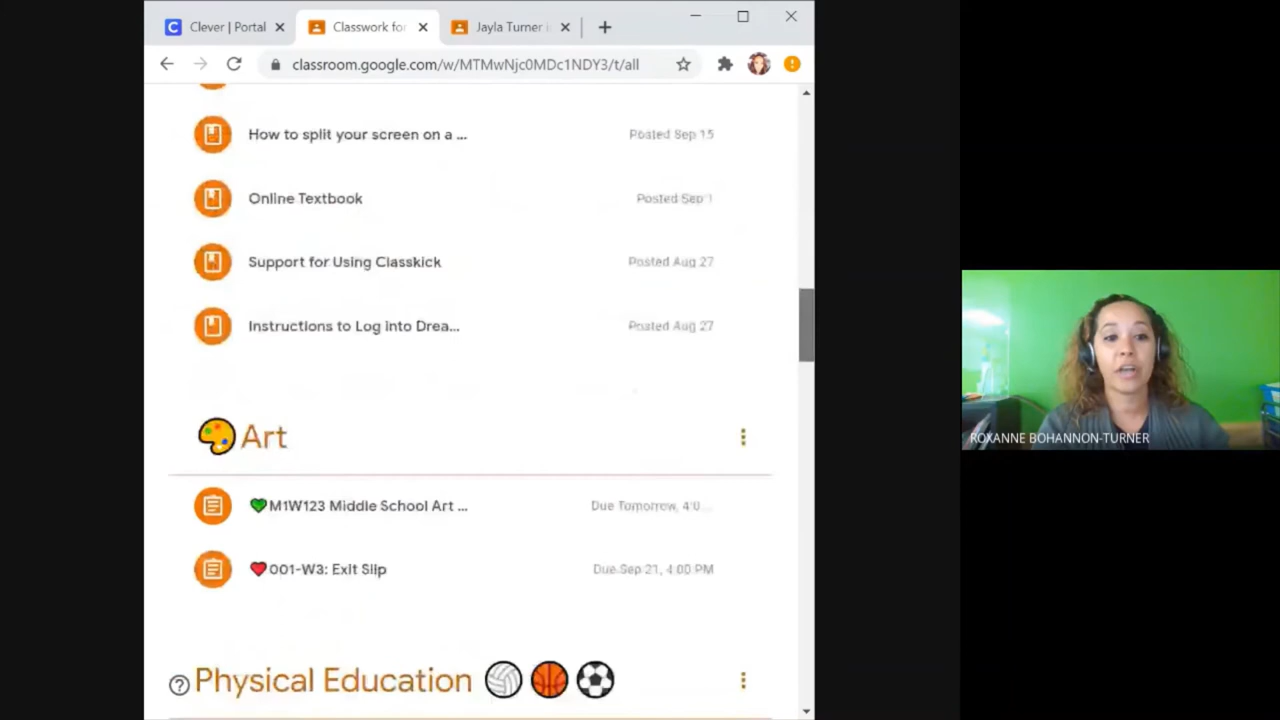 Clever | Portal
Classwork for
Jayla Turner i
classroom.google.com/w/MTMwNjc0MDc1NDY3/t/all
How to split your screen on a ...
Posted Sep 15
Online Textbook
Posted Sep 1
Support for Using Classkick
Posted Aug 27
Instructions to Log into Drea...
Posted Aug 27
Art
M1W123 Middle School Art ...
Due Tomorrow, 4:0...
001-W3: Exit Slip
Due Sep 21, 4:00 PM
Physical Education
ROXANNE BOHANNON-TURNER